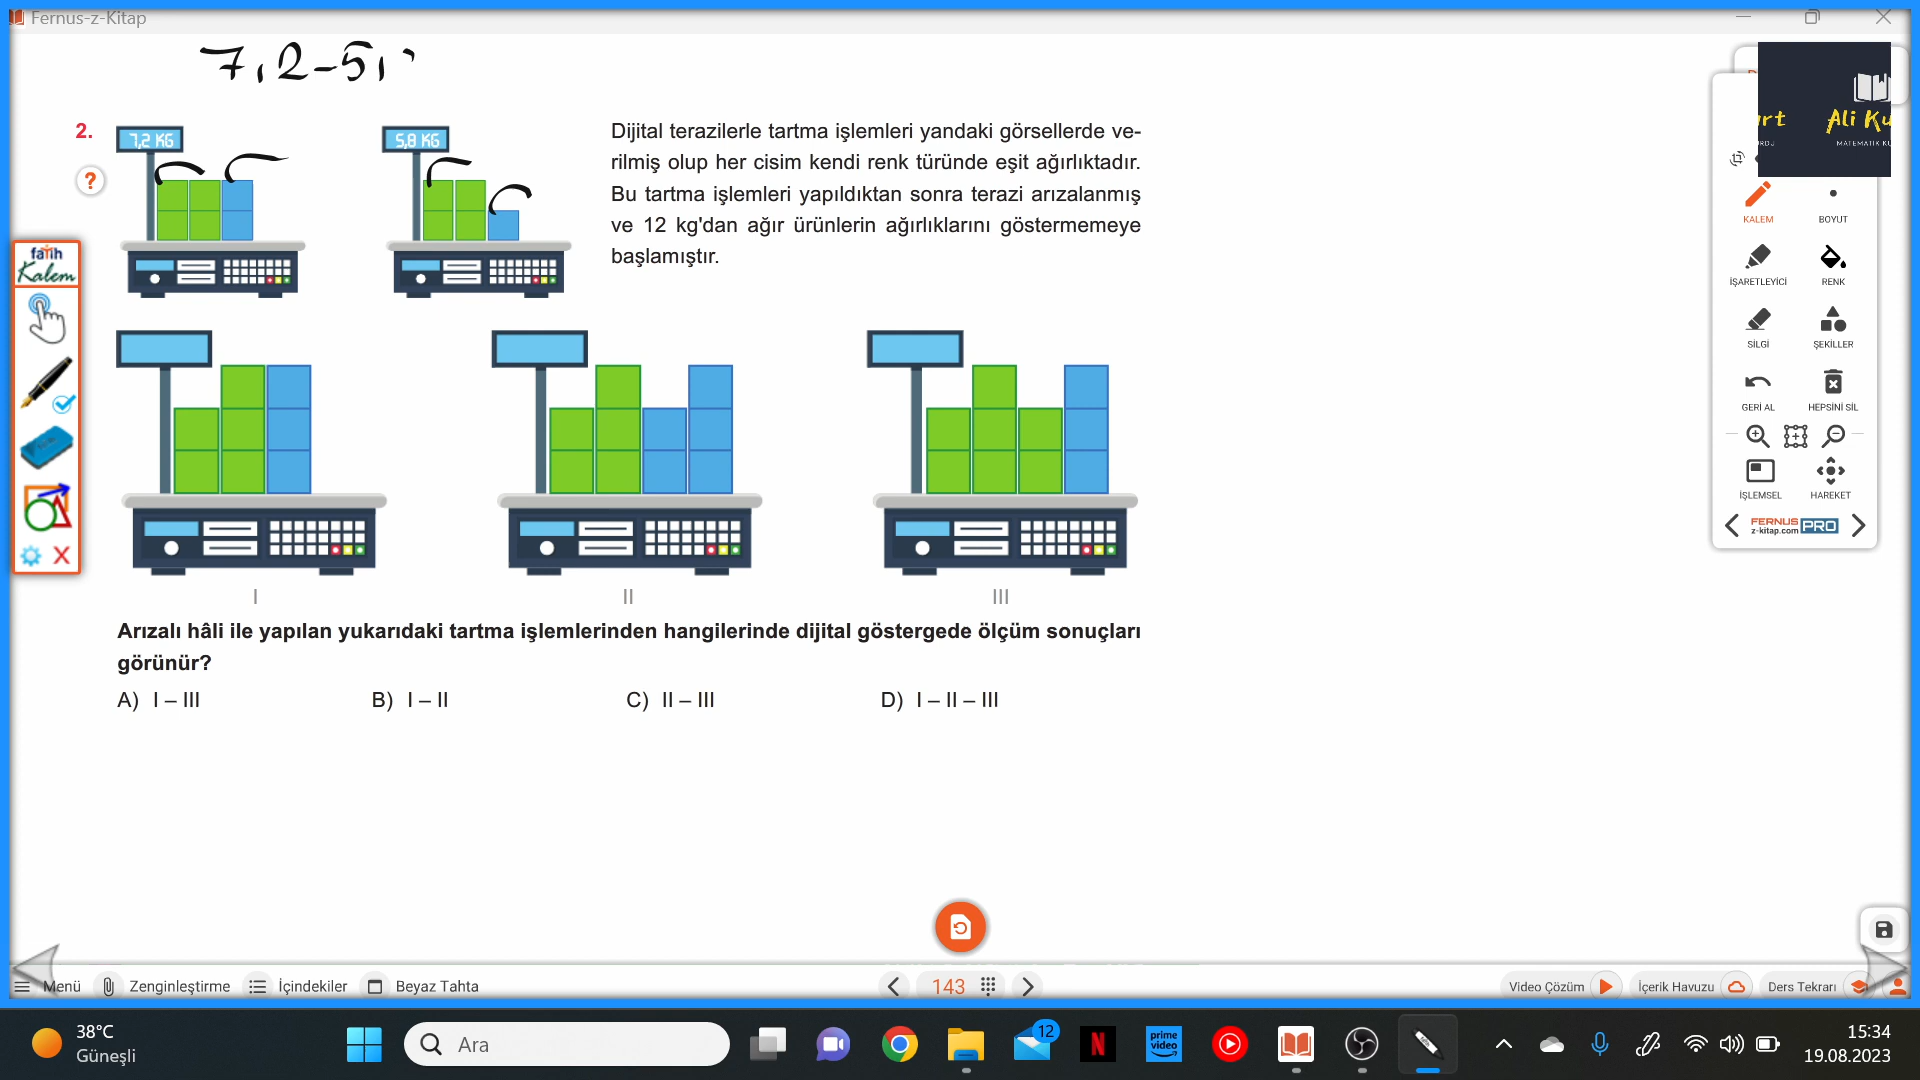 Fernus-z-Kitap
7,2-5,
2.
7,2 KG
5,8 KG
?
Dijital terazilerle tartma işlemleri yandaki görsellerde ve-
rilmiş olup her cisim kendi renk türünde eşit ağırlıktadır.
Bu tartma işlemleri yapıldıktan sonra terazi arızalanmış
ve 12 kg'dan ağır ürünlerin ağırlıklarını göstermemeye
başlamıştır.
I
II
III
Arızalı hâli ile yapılan yukarıdaki tartma işlemlerinden hangilerinde dijital göstergede ölçüm sonuçları
görünür?
A) I – III
B) I – II
C) II – III
D) I – II – III
fatih
Kalem
Ali Ku
MATEMATIK KU
KALEM
BOYUT
İŞARETLEYİCİ
RENK
SİLGİ
ŞEKİLLER
GERİ AL
HEPSİNİ SİL
İŞLEMSEL
HAREKET
FERNUS
z-kitap.com
PRO
Menü
Zenginleştirme
İçindekiler
Beyaz Tahta
143
Video Çözüm
İçerik Havuzu
Ders Tekrarı
38°C
Güneşli
Ara
12
N
prime
video
15:34
19.08.2023